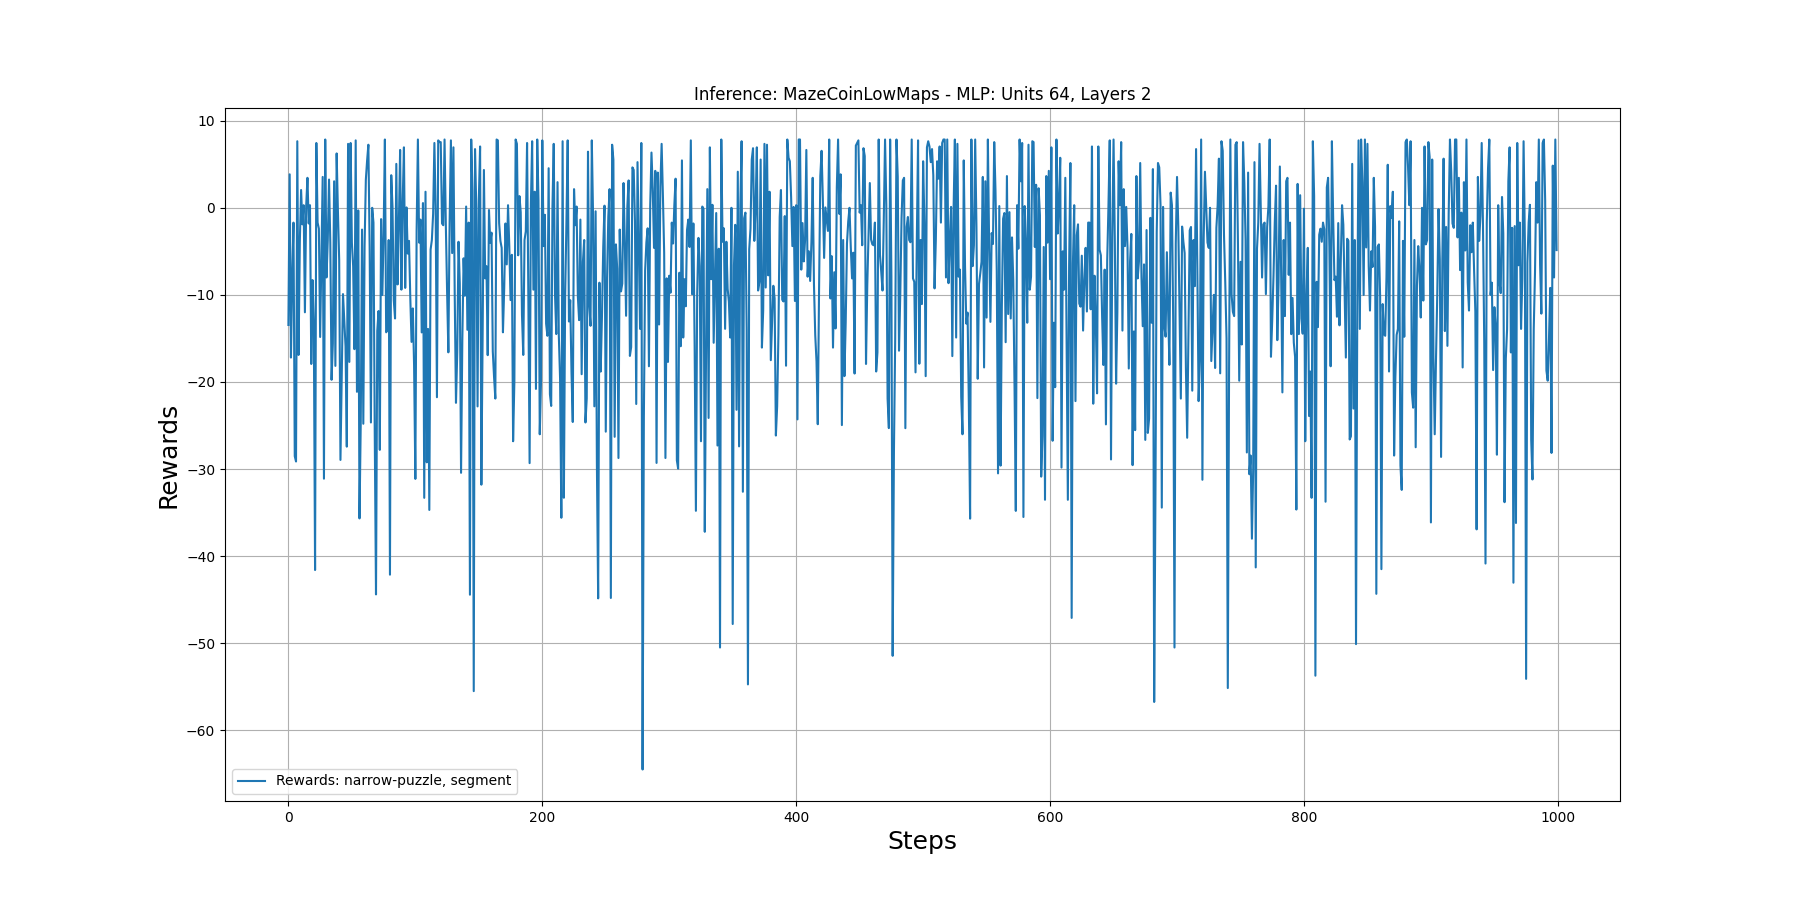 Inference: MazeCoinLowMaps - MLP: Units 64, Layers 2
10
0
−10
−20
−30
−40
−50
−60
Rewards
Rewards: narrow-puzzle, segment
0 200 400 600 800 1000
Steps